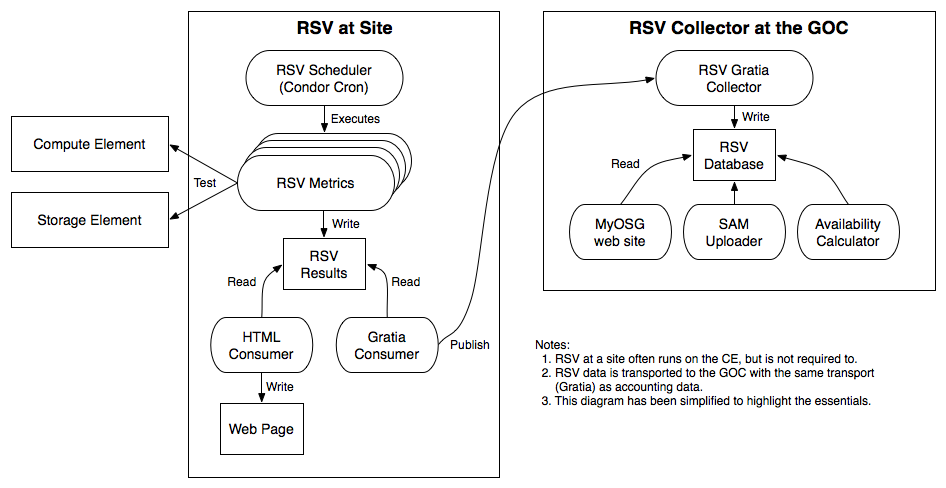 RSV at Site
RSV Scheduler
(Condor Cron)
Executes
Compute Element
Storage Element
Test
RSV Metrics
Write
RSV
Results
Read
Read
HTML
Consumer
Gratia
Consumer
Publish
Write
Web Page
RSV Collector at the GOC
RSV Gratia
Collector
Write
RSV
Database
Read
MyOSG
web site
SAM
Uploader
Availability
Calculator
Notes:
1. RSV at a site often runs on the CE, but is not required to.
2. RSV data is transported to the GOC with the same transport
(Gratia) as accounting data.
3. This diagram has been simplified to highlight the essentials.